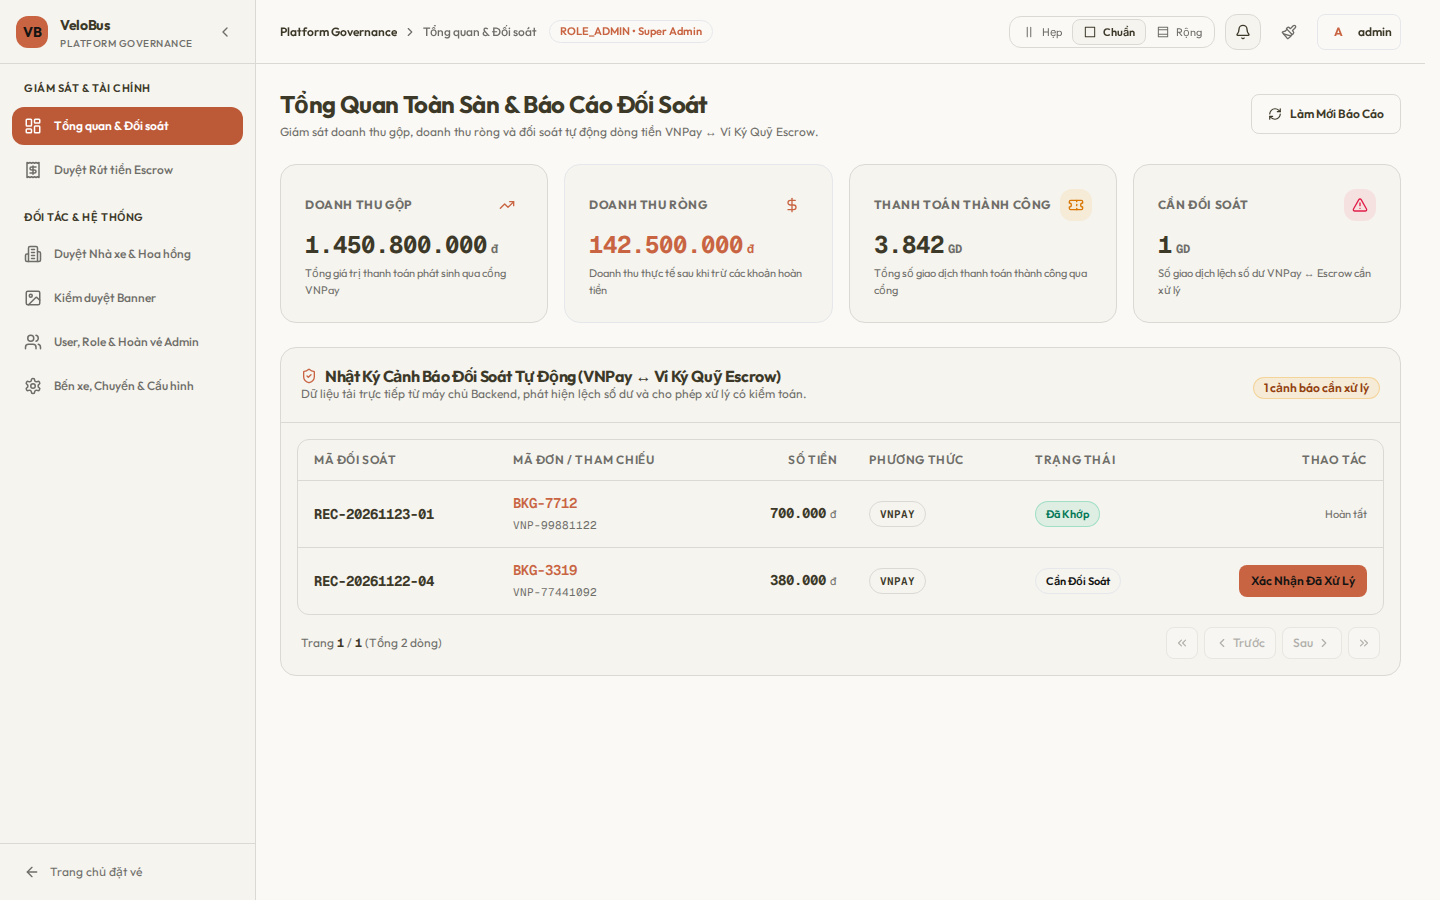 VB
VeloBus
PLATFORM GOVERNANCE
GIÁM SÁT & TÀI CHÍNH
Tổng quan & Đối soát
Duyệt Rút tiền Escrow
ĐỐI TÁC & HỆ THỐNG
Duyệt Nhà xe & Hoa hồng
Kiểm duyệt Banner
User, Role & Hoàn vé Admin
Bến xe, Chuyến & Cấu hình
Trang chủ đặt vé
Platform Governance > Tổng quan & Đối soát
ROLE_ADMIN • Super Admin
Hẹp
Chuẩn
Rộng
A
admin
Tổng Quan Toàn Sàn & Báo Cáo Đối Soát
Giám sát doanh thu gộp, doanh thu ròng và đối soát tự động dòng tiền VNPay ↔ Ví Ký Quỹ Escrow.
Làm Mới Báo Cáo
DOANH THU GỘP
1.450.800.000 đ
Tổng giá trị thanh toán phát sinh qua cổng
VNPay
DOANH THU RÒNG
142.500.000 đ
Doanh thu thực tế sau khi trừ các khoản hoàn
tiền
THANH TOÁN THÀNH CÔNG
3.842 GD
Tổng số giao dịch thanh toán thành công qua
cổng
CẦN ĐỐI SOÁT
1 GD
Số giao dịch lệch số dư VNPay ↔ Escrow cần
xử lý
Nhật Ký Cảnh Báo Đối Soát Tự Động (VNPay ↔ Ví Ký Quỹ Escrow)
Dữ liệu tải trực tiếp từ máy chủ Backend, phát hiện lệch số dư và cho phép xử lý có kiểm toán.
1 cảnh báo cần xử lý
MÃ ĐỐI SOÁT
MÃ ĐƠN / THAM CHIẾU
SỐ TIỀN
PHƯƠNG THỨC
TRẠNG THÁI
THAO TÁC
REC-20261123-01
BKG-7712
VNP-99881122
700.000 đ
VNPAY
Đã Khớp
Hoàn tất
REC-20261122-04
BKG-3319
VNP-77441092
380.000 đ
VNPAY
Cần Đối Soát
Xác Nhận Đã Xử Lý
Trang 1 / 1 (Tổng 2 dòng)
Trước
Sau